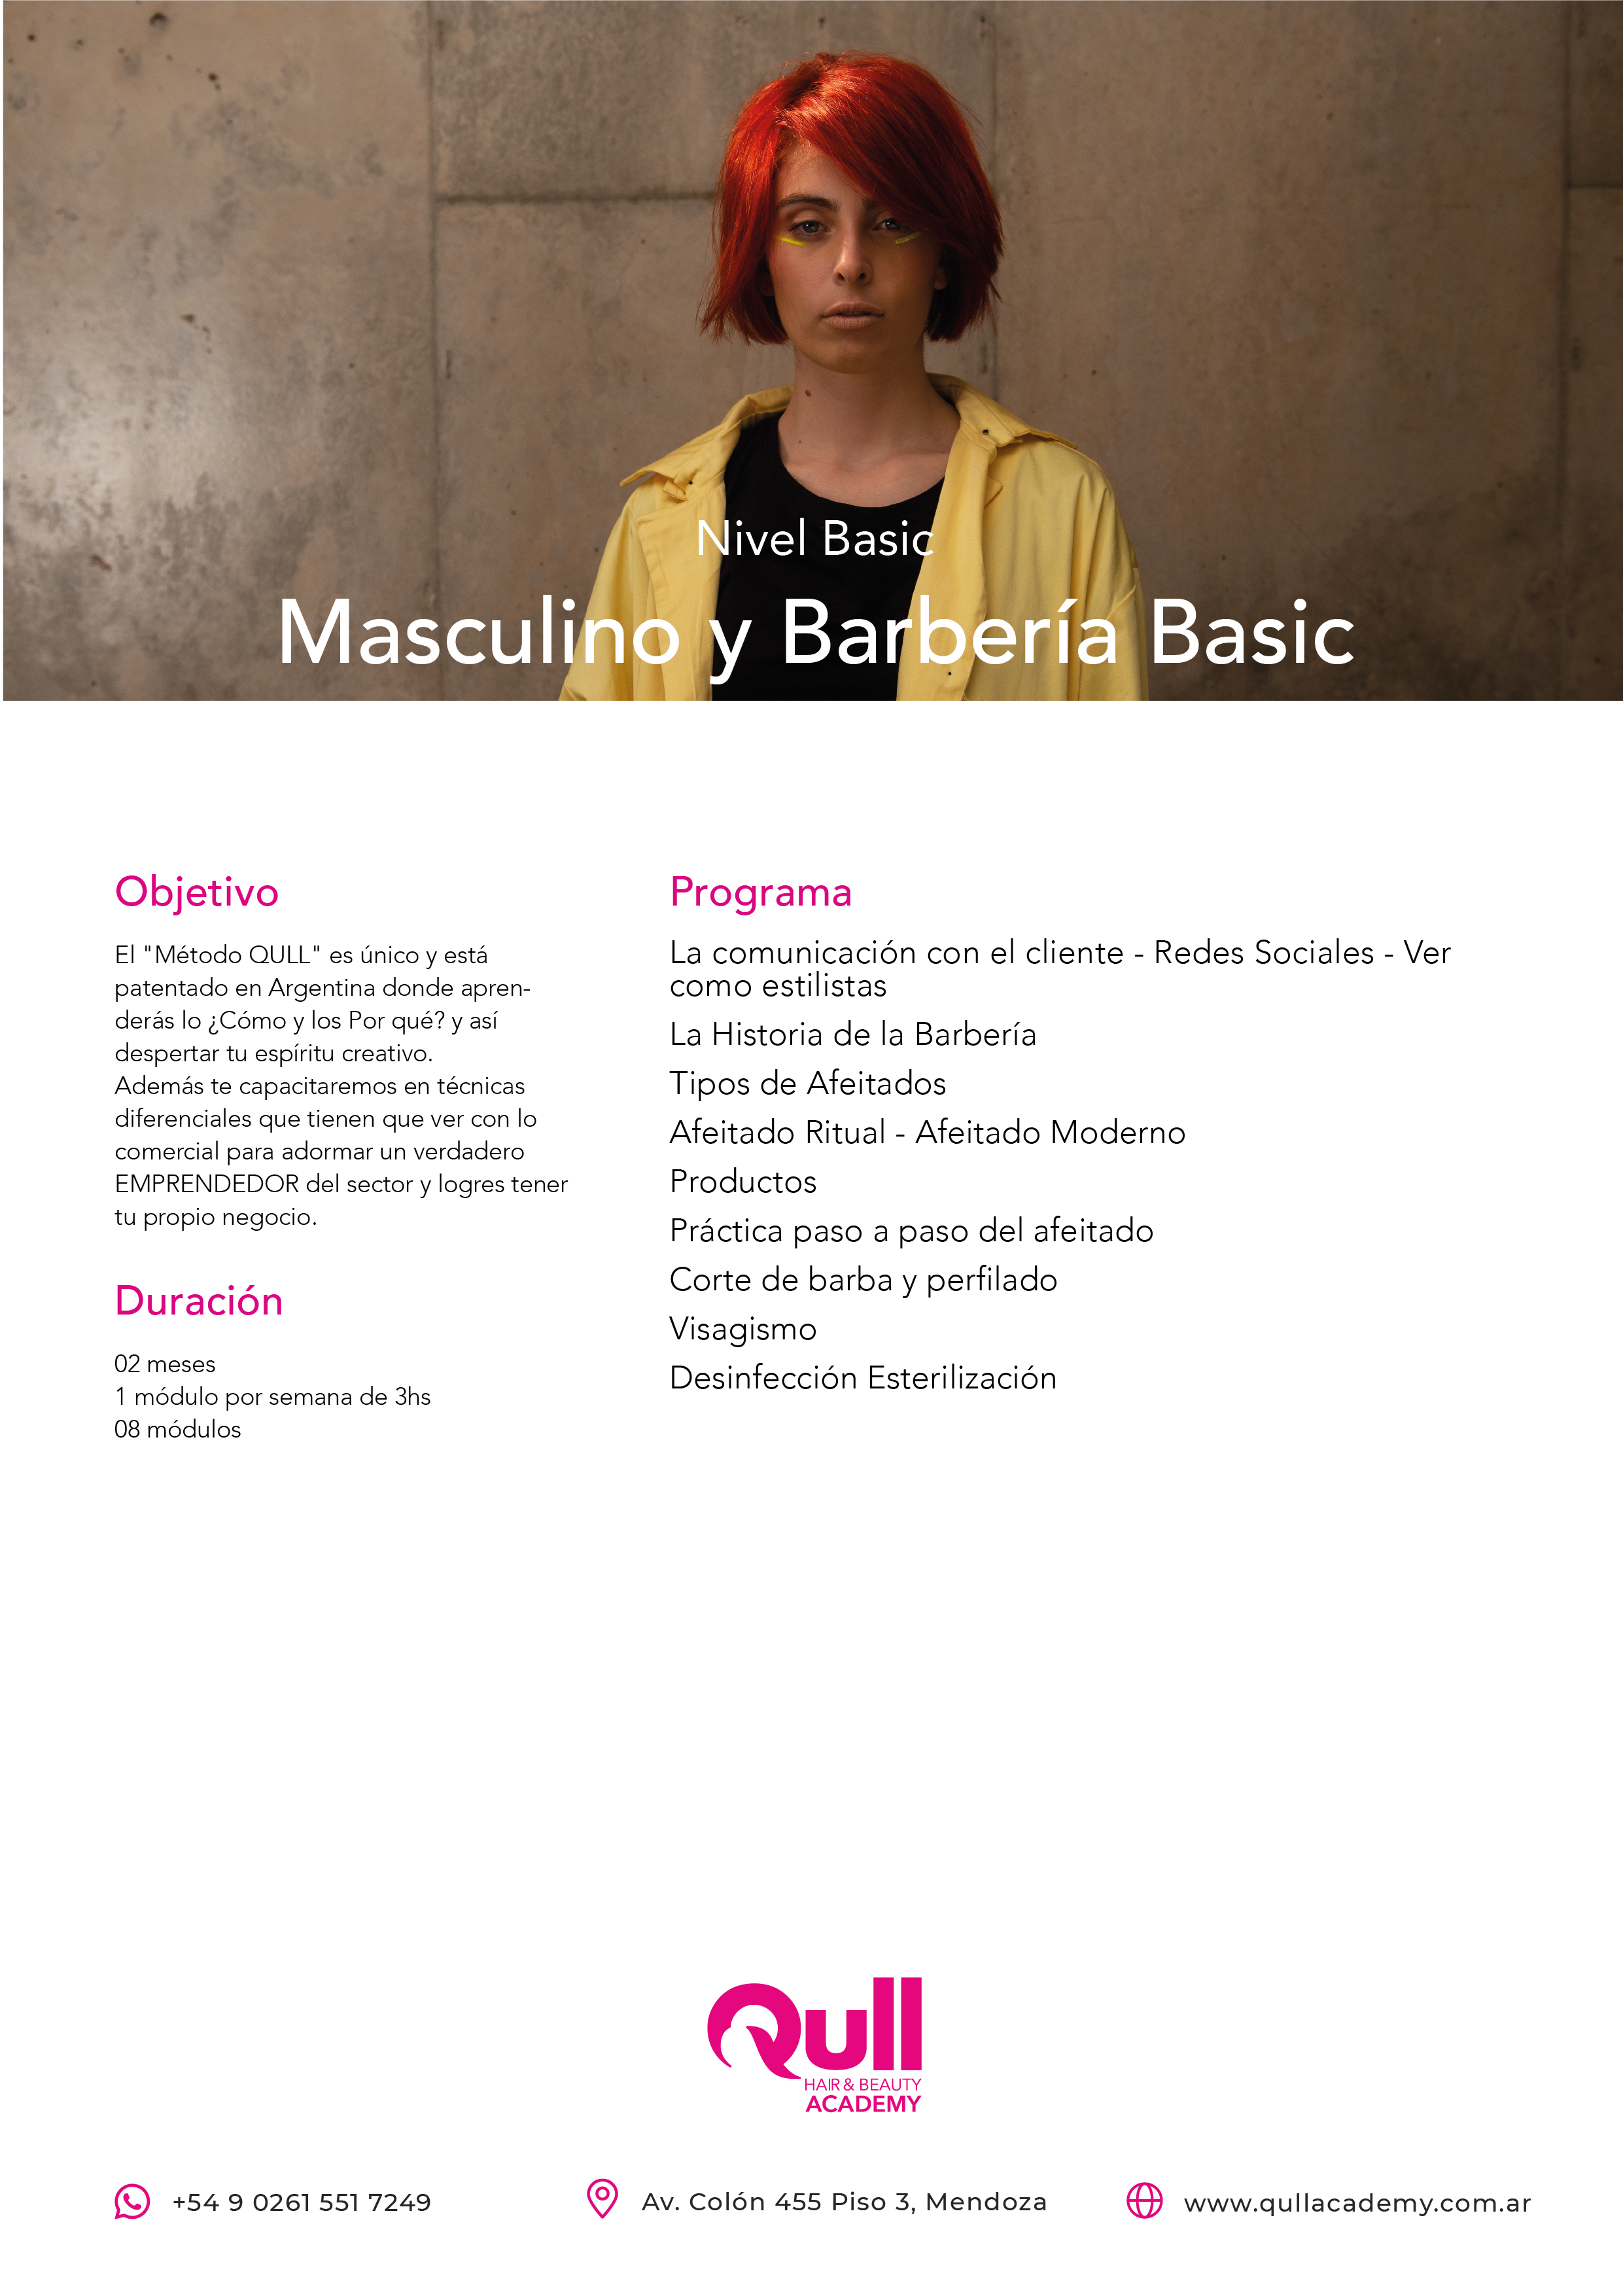 Nivel Basic
Masculino y Barbería Basic
Objetivo
El "Método QULL" es único y está
patentado en Argentina donde apren-
derás lo ¿Cómo y los Por qué? y así
despertar tu espíritu creativo.
Además te capacitaremos en técnicas
diferenciales que tienen que ver con lo
comercial para adormar un verdadero
EMPRENDEDOR del sector y logres tener
tu propio negocio.
Duración
02 meses
1 módulo por semana de 3hs
08 módulos
Programa
La comunicación con el cliente - Redes Sociales - Ver
como estilistas
La Historia de la Barbería
Tipos de Afeitados
Afeitado Ritual - Afeitado Moderno
Productos
Práctica paso a paso del afeitado
Corte de barba y perfilado
Visagismo
Desinfección Esterilización
Qull
HAIR & BEAUTY
ACADEMY
+54 9 0261 551 7249
Av. Colón 455 Piso 3, Mendoza
www.qullacademy.com.ar